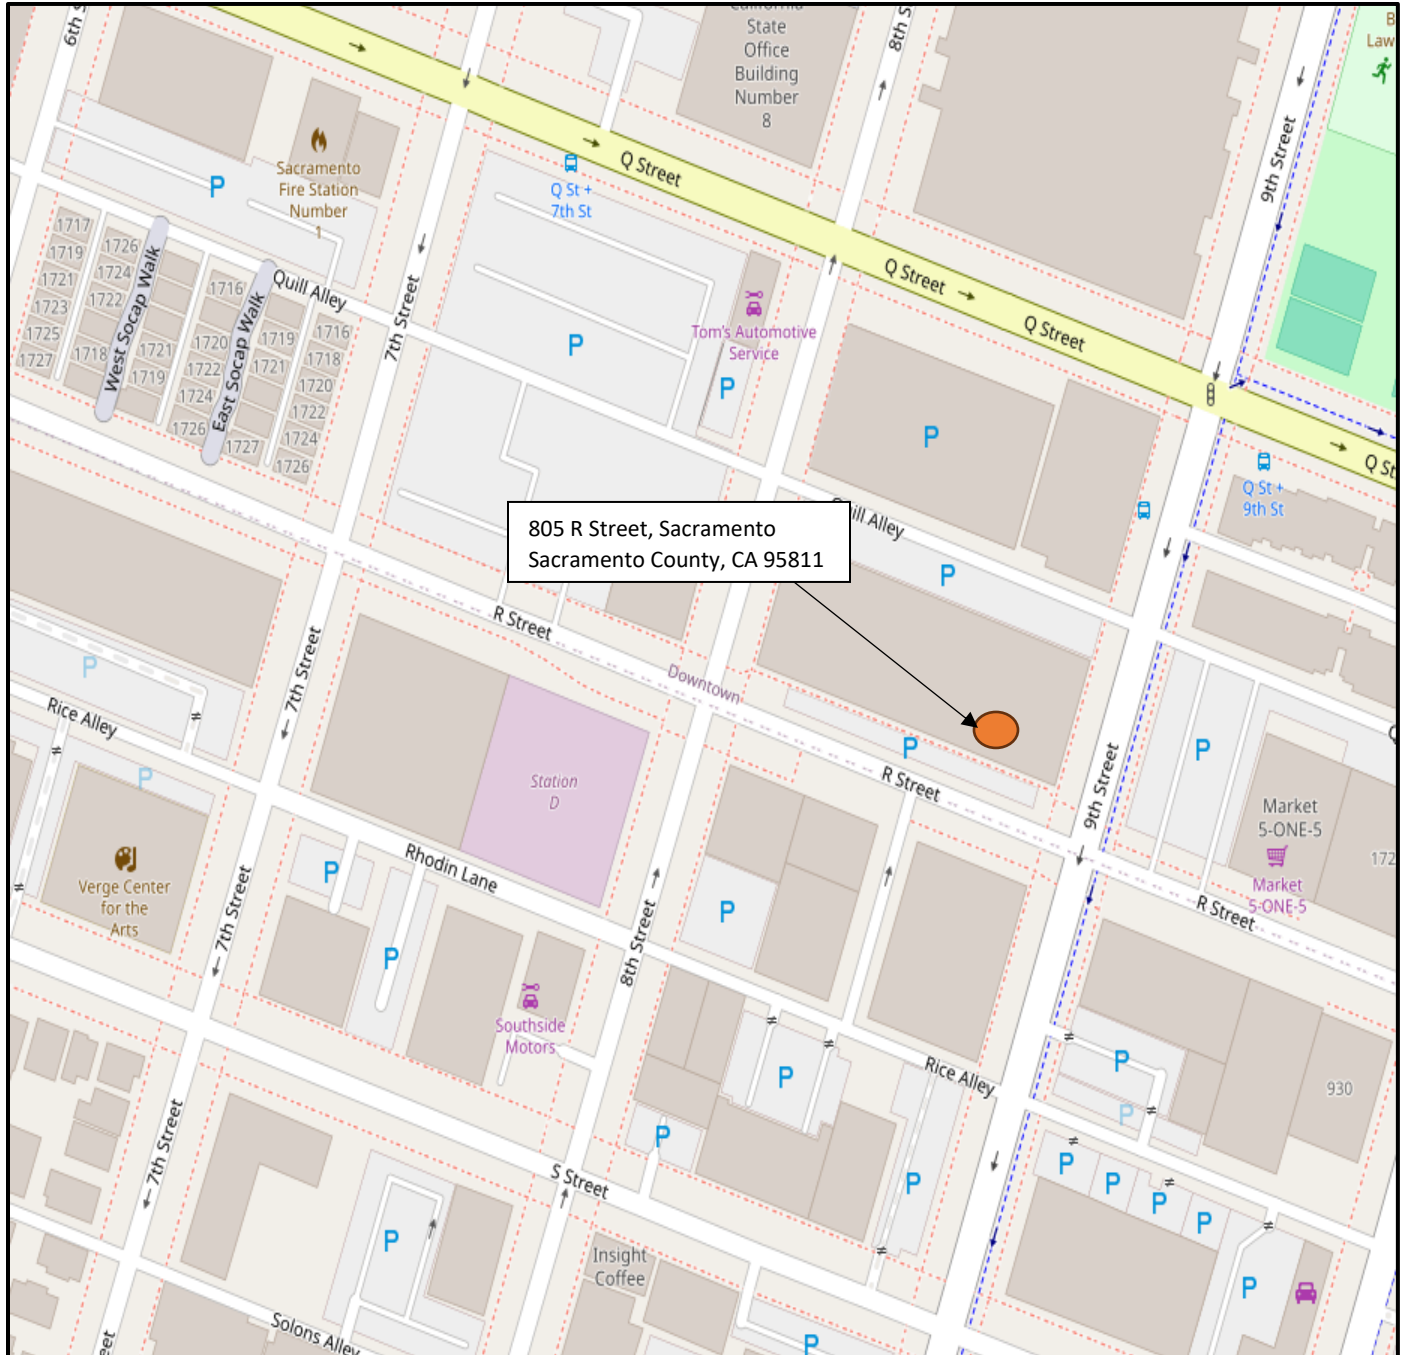 6th S
California
State
Office
Building
Number
8
8th S
B
Law
9th Street
Sacramento
Fire Station
Number
1
P
Q Street
Q St +
7th St
P
1717
1719
1721
1723
1725
1727
1726
1724
1722
1718
West Socap Walk
1721
1719
1716
1720
1722
1724
1726
East Socap Walk
1719
1721
1727
1716
1718
1720
1722
1724
1726
Quill Alley
7th Street
P
Tom's Automotive
Service
P
Q Street
Q Street
P
Q St
Q St +
9th St
805 R Street, Sacramento
Sacramento County, CA 95811
ill Alley
P
R Street
Downtown
7th Street
P
Rice Alley
P
Station
D
P
R Street
9th Street
P
Q
Market
5-ONE-5
172
Market
5-ONE-5
R Street
Verge Center
for the
Arts
7th Street
P
Rhodin Lane
P
8th Street
P
Southside
Motors
P
Rice Alley
P
P
930
7th Street
P
S Street
P
P
P
P
P
P
Insight
Coffee
P
Solons Alley
P
eet